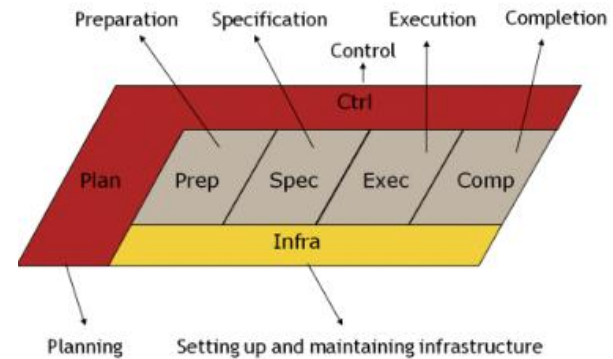 Preparation Specification Execution Completion
Control
Ctrl
Plan Prep Spec Exec Comp
Infra
Planning Setting up and maintaining infrastructure